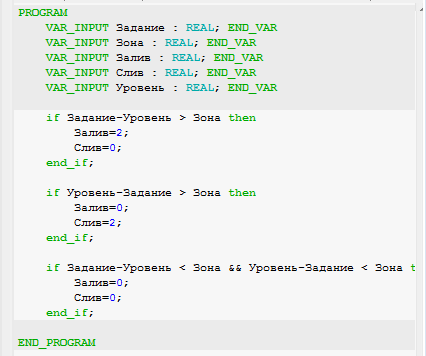 PROGRAM
VAR_INPUT Задание : REAL; END_VAR
VAR_INPUT Зона : REAL; END_VAR
VAR_INPUT Залив : REAL; END_VAR
VAR_INPUT Слив : REAL; END_VAR
VAR_INPUT Уровень : REAL; END_VAR
if Задание-Уровень > Зона then
Залив=2;
Слив=0;
end_if;
if Уровень-Задание > Зона then
Залив=0;
Слив=2;
end_if;
if Задание-Уровень < Зона && Уровень-Задание < Зона t
Залив=0;
Слив=0;
end_if;
END_PROGRAM